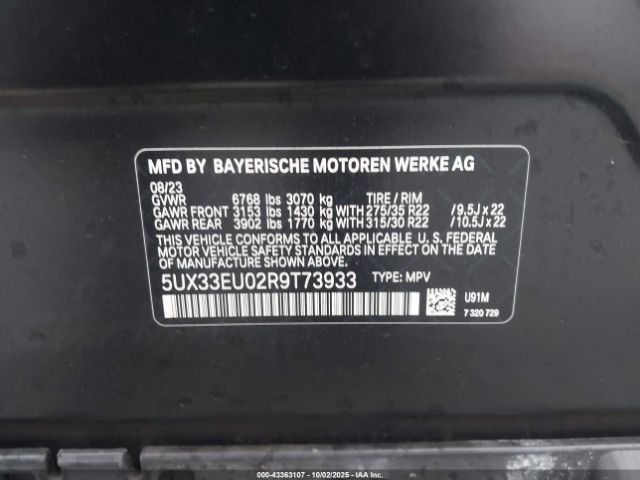 MFD BY BAYERISCHE MOTOREN WERKE AG
08/23
GVWR 6768 lbs 3070 kg TIRE / RIM
GAWR FRONT 3153 lbs 1430 kg WITH 275/35 R22 / 9.5J x 22
GAWR REAR 3902 lbs 1770 kg WITH 315/30 R22 / 10.5J x 22
THIS VEHICLE CONFORMS TO ALL APPLICABLE U. S. FEDERAL
MOTOR VEHICLE SAFETY STANDARDS IN EFFECT ON THE
DATE OF MANUFACTURE SHOWN ABOVE.
5UX33EU02R9T73933 TYPE: MPV
U91M
7 320 729
00-43363107 | 10/02/2025 | © IAA Holdings, LLC